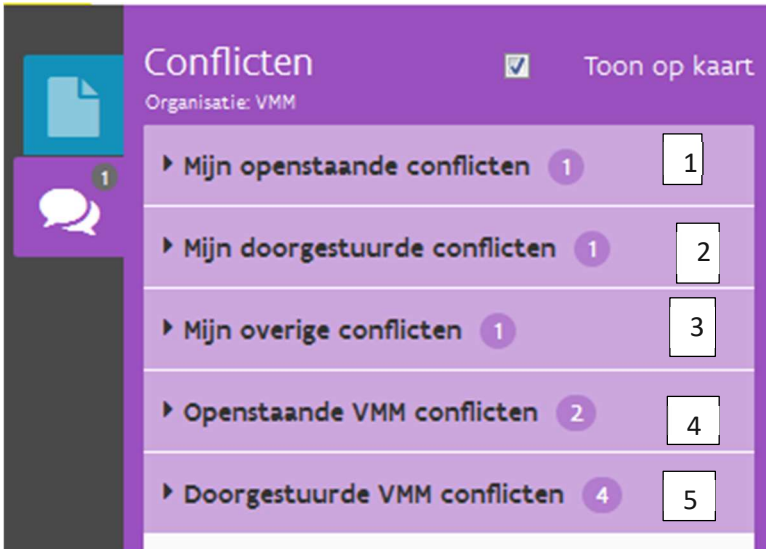 Conflicten Toon op kaart
Organisatie: VMM
1
Mijn openstaande conflicten 1 1
Mijn doorgestuurde conflicten 1 2
Mijn overige conflicten 1 3
Openstaande VMM conflicten 2 4
Doorgestuurde VMM conflicten 4 5